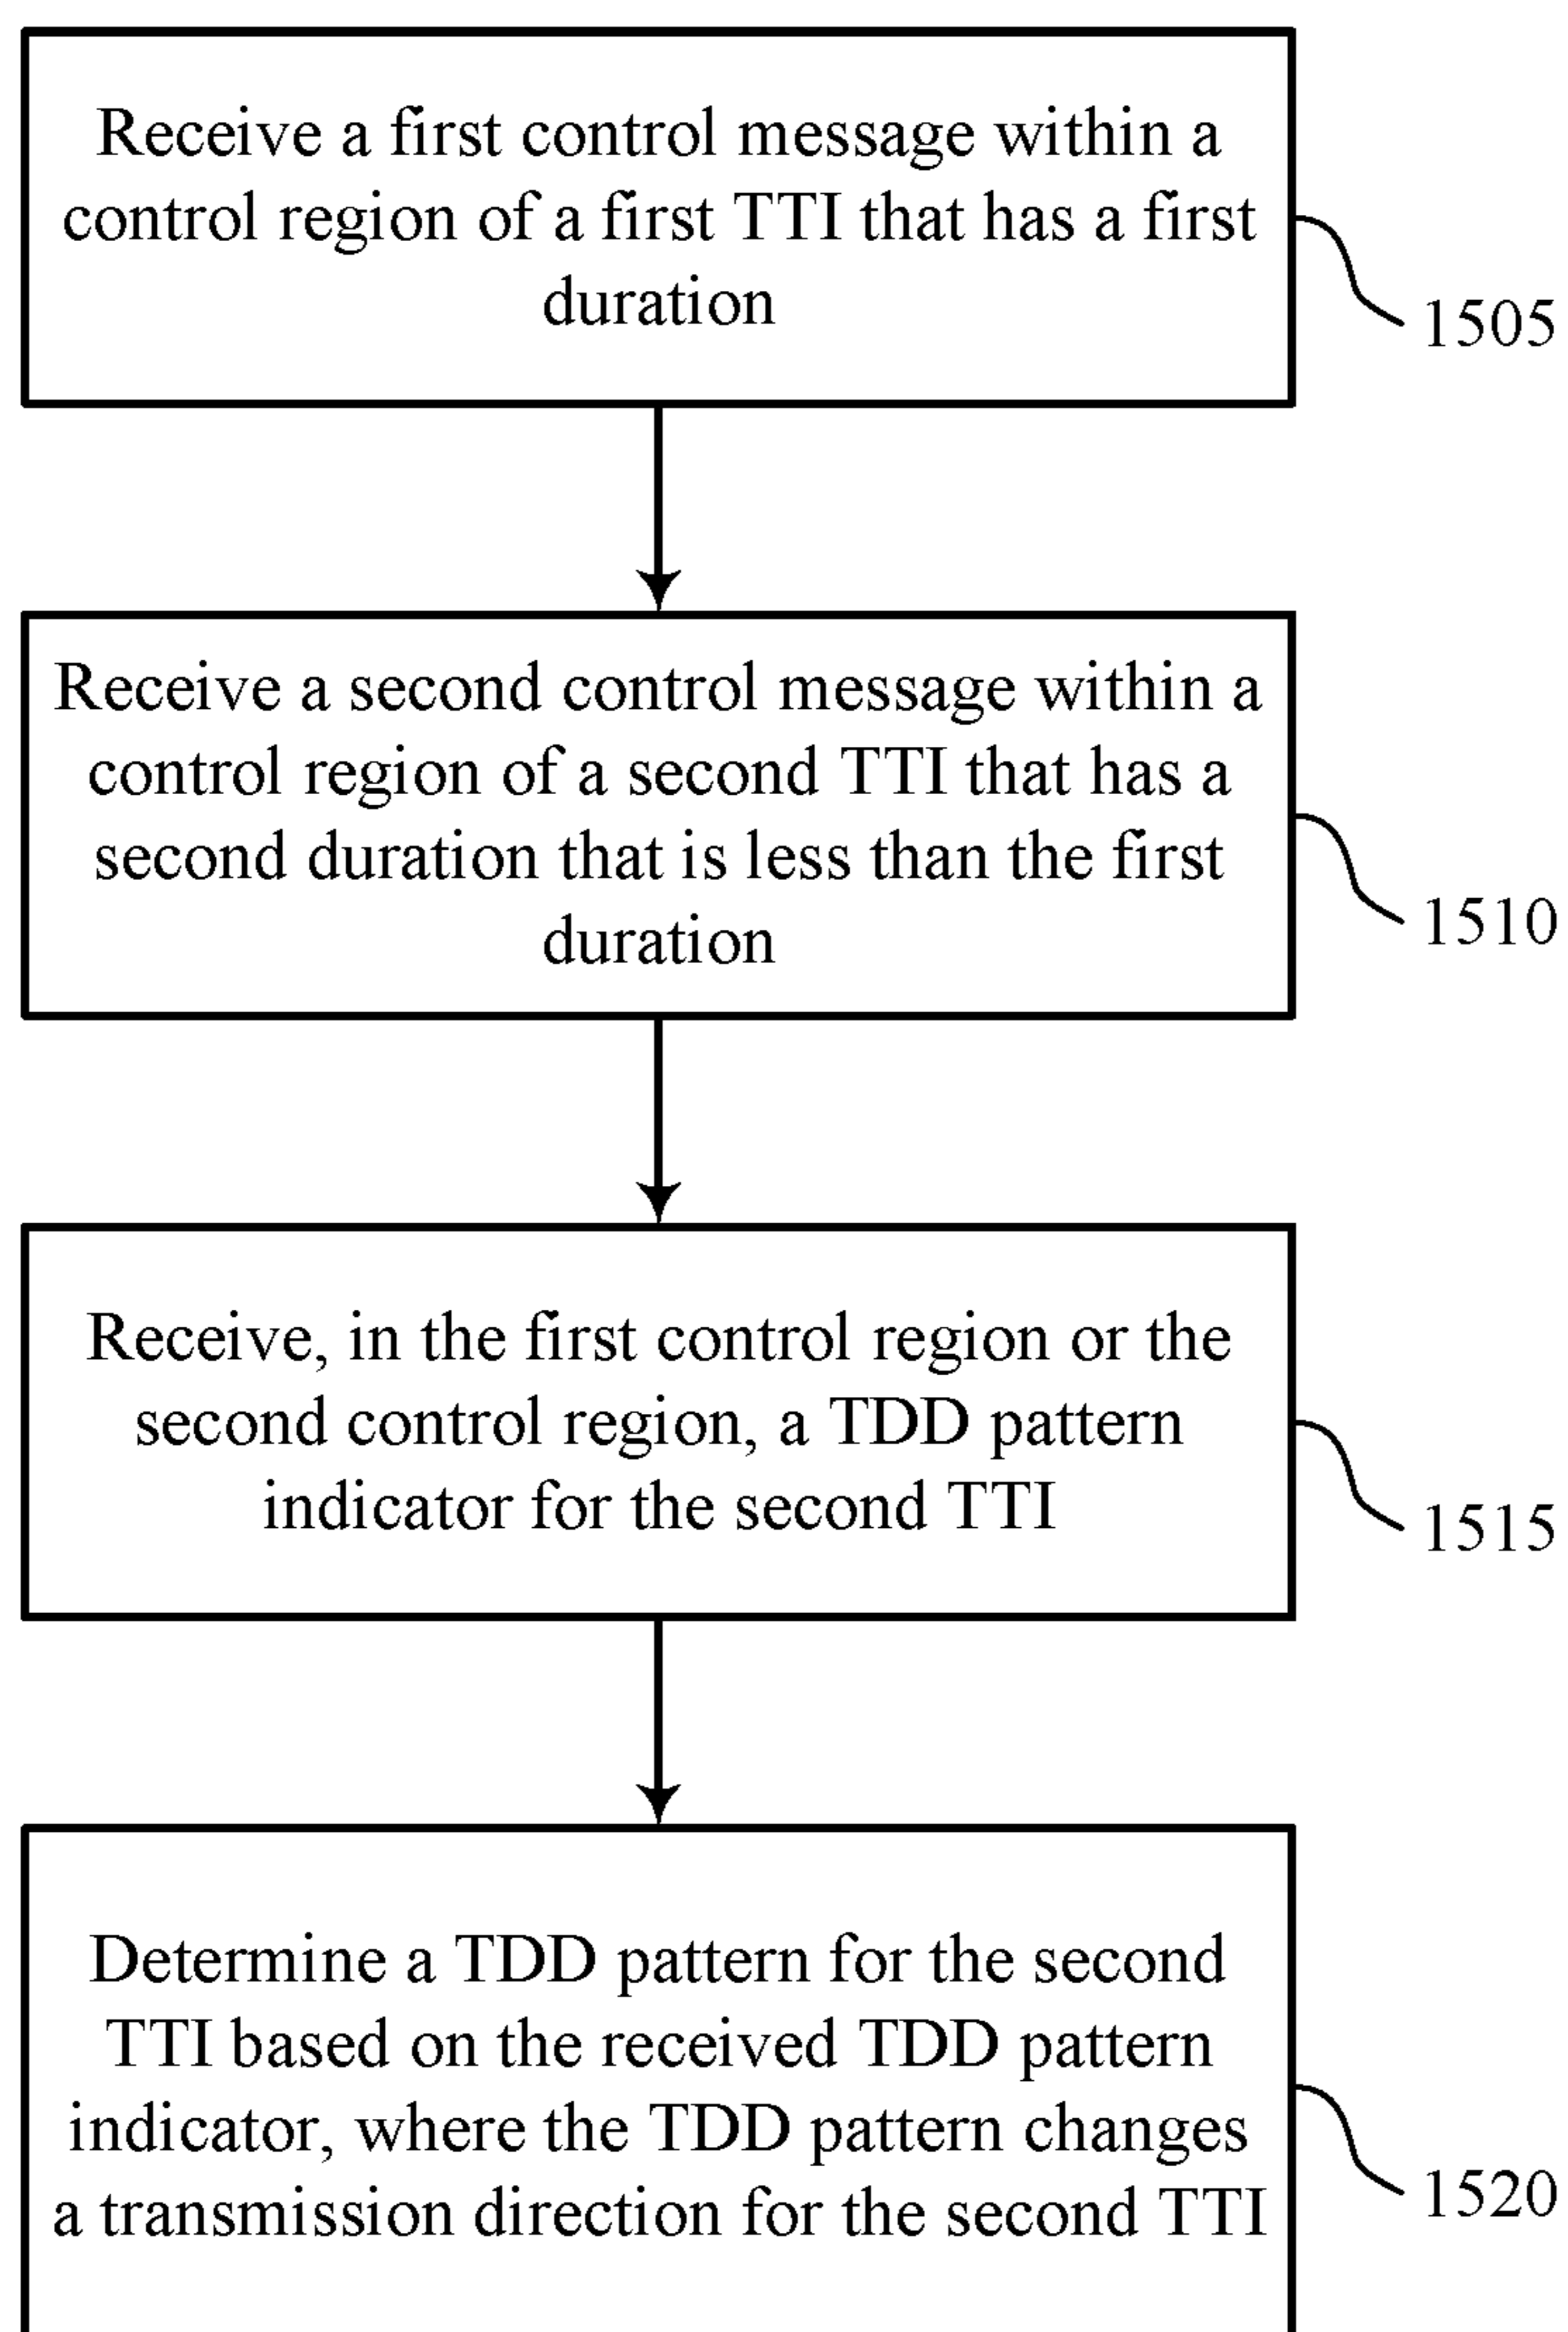 Receive a first control message within a
control region of a first TTI that has a first
duration
1505
Receive a second control message within a
control region of a second TTI that has a
second duration that is less than the first
duration
1510
Receive, in the first control region or the
second control region, a TDD pattern
indicator for the second TTI
1515
Determine a TDD pattern for the second
TTI based on the received TDD pattern
indicator, where the TDD pattern changes
a transmission direction for the second TTI
1520